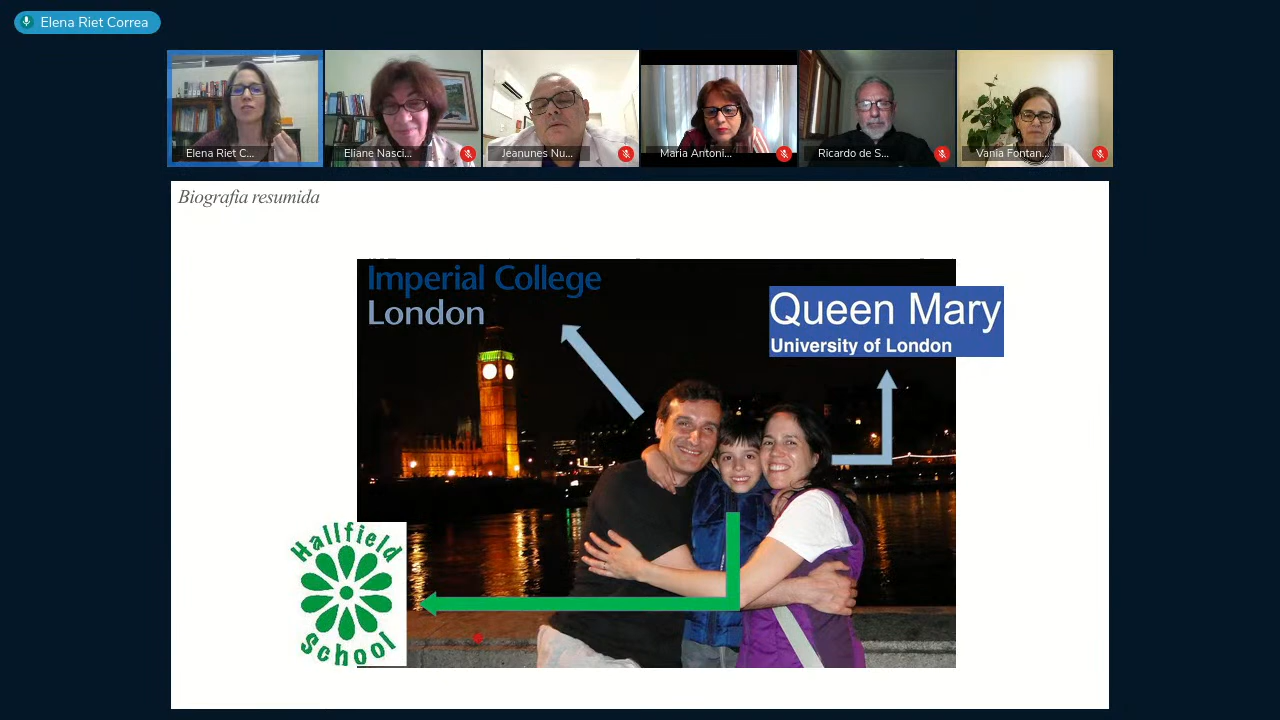 Elena Riet Correa
Elena Riet C...
Eliane Nasci...
Jeanunes Nu...
Maria Antoni...
Ricardo de S...
Vania Fontan...
Biografia resumida
Imperial College
London
Queen Mary
University of London
Hallfield
School